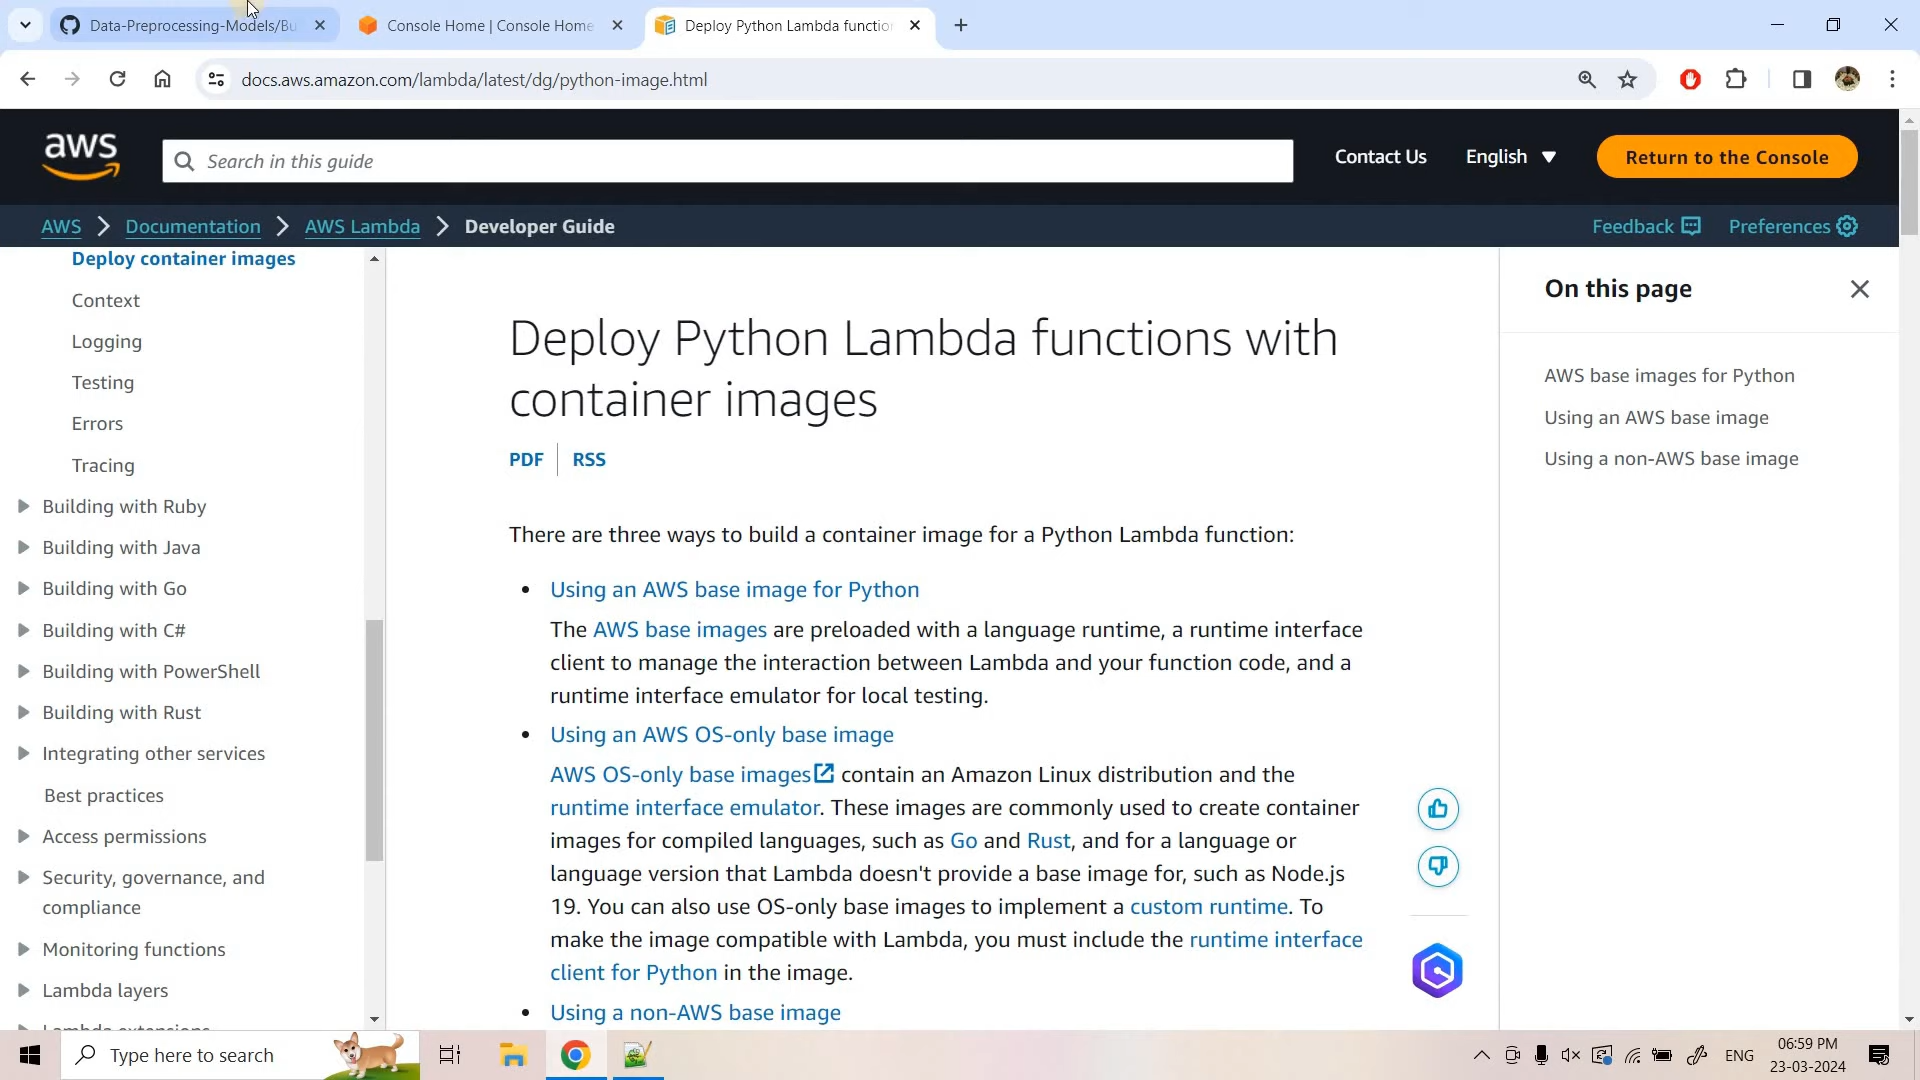 Data-Preprocessing-Models/Bu
Console Home | Console Home
Deploy Python Lambda functio
docs.aws.amazon.com/lambda/latest/dg/python-image.html
aws
Search in this guide
Contact Us
English
Return to the Console
AWS
Documentation
AWS Lambda
Developer Guide
Feedback
Preferences
Deploy container images
Context
Logging
Testing
Errors
Tracing
Building with Ruby
Building with Java
Building with Go
Building with C#
Building with PowerShell
Building with Rust
Integrating other services
Best practices
Access permissions
Security, governance, and
compliance
Monitoring functions
Lambda layers
Lambda extensions
Deploy Python Lambda functions with
container images
PDF
RSS
There are three ways to build a container image for a Python Lambda function:
• Using an AWS base image for Python
The AWS base images are preloaded with a language runtime, a runtime interface
client to manage the interaction between Lambda and your function code, and a
runtime interface emulator for local testing.
• Using an AWS OS-only base image
AWS OS-only base images contain an Amazon Linux distribution and the
runtime interface emulator. These images are commonly used to create container
images for compiled languages, such as Go and Rust, and for a language or
language version that Lambda doesn't provide a base image for, such as Node.js
19. You can also use OS-only base images to implement a custom runtime. To
make the image compatible with Lambda, you must include the runtime interface
client for Python in the image.
• Using a non-AWS base image
On this page
AWS base images for Python
Using an AWS base image
Using a non-AWS base image
Type here to search
ENG
06:59 PM
23-03-2024